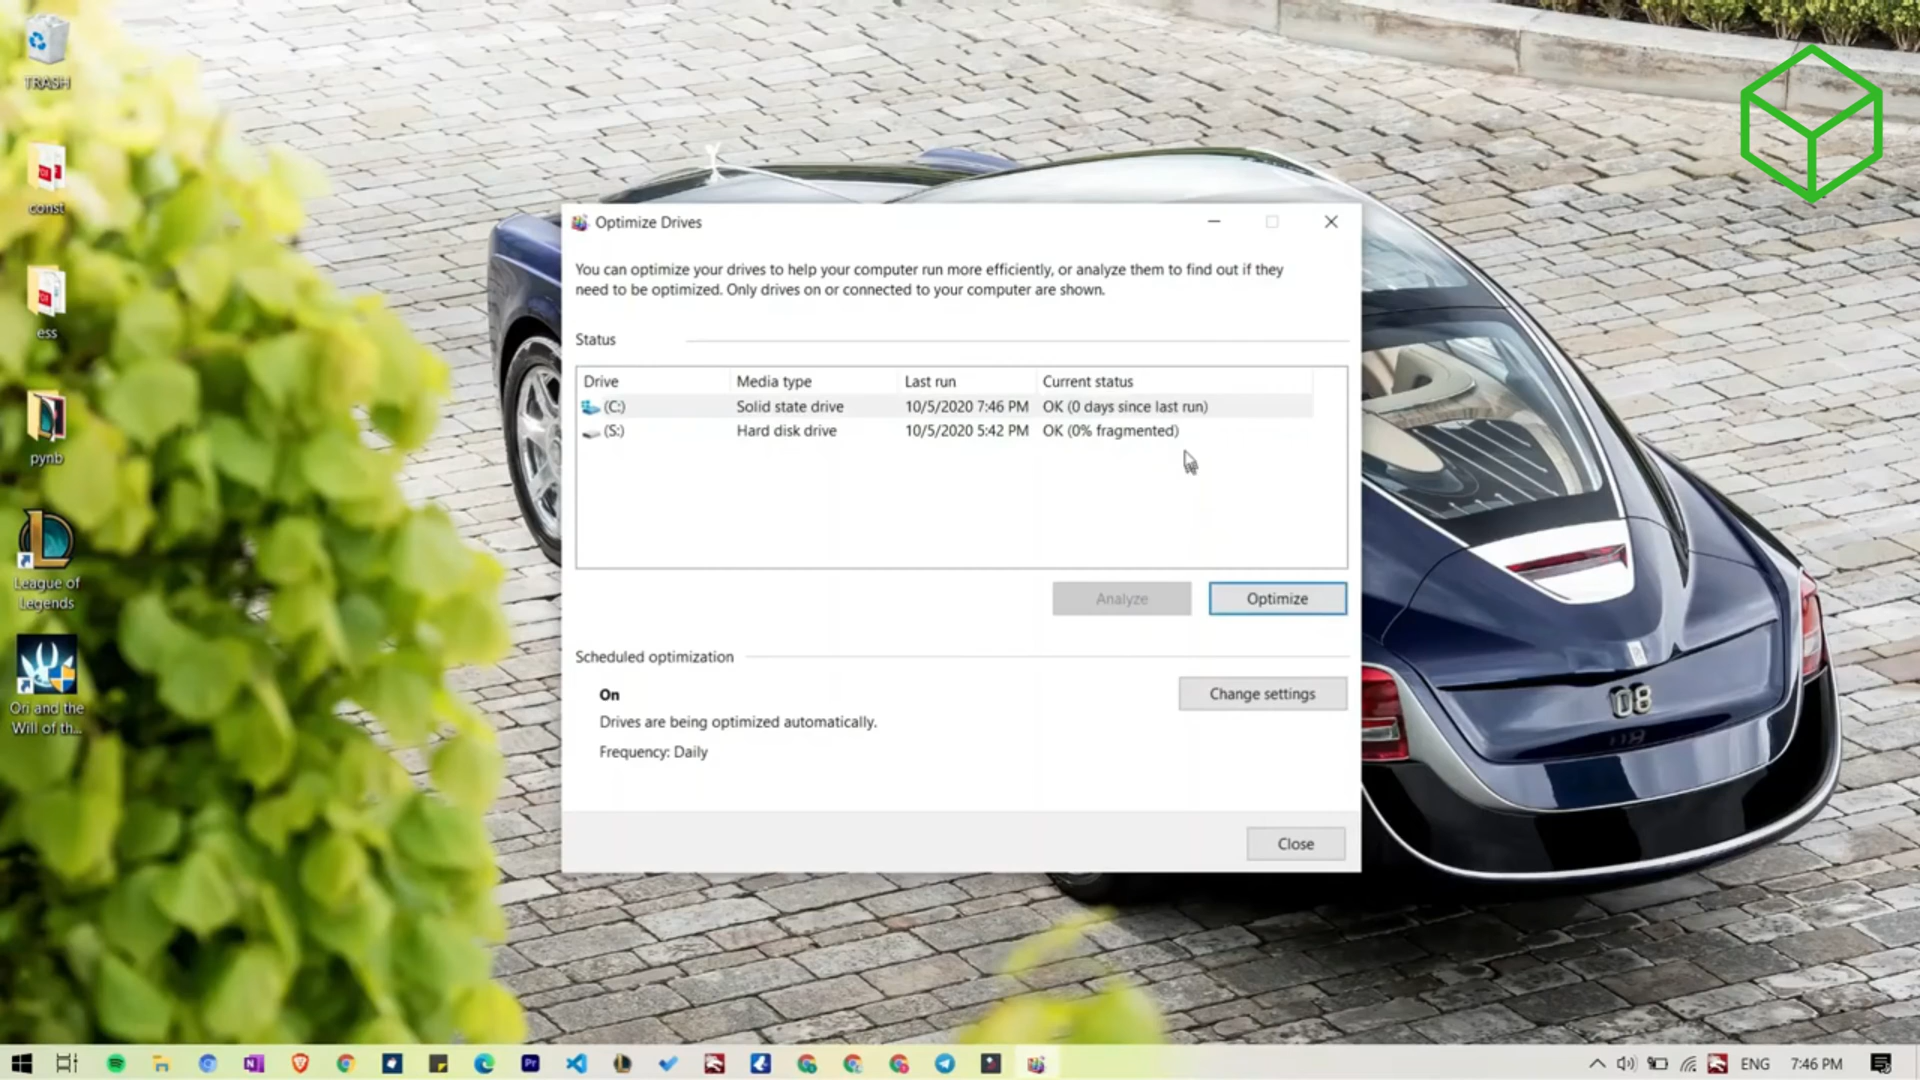 TRASH
const
ess
pynb
League of
Legends
Ori and the
Will of th...
Optimize Drives
You can optimize your drives to help your computer run more efficiently, or analyze them to find out if they
need to be optimized. Only drives on or connected to your computer are shown.
Status
Drive Media type Last run Current status
(C:) Solid state drive 10/5/2020 7:46 PM OK (0 days since last run)
(S:) Hard disk drive 10/5/2020 5:42 PM OK (0% fragmented)
Analyze Optimize
Scheduled optimization
On
Change settings
Drives are being optimized automatically.
Frequency: Daily
Close
ENG 7:46 PM